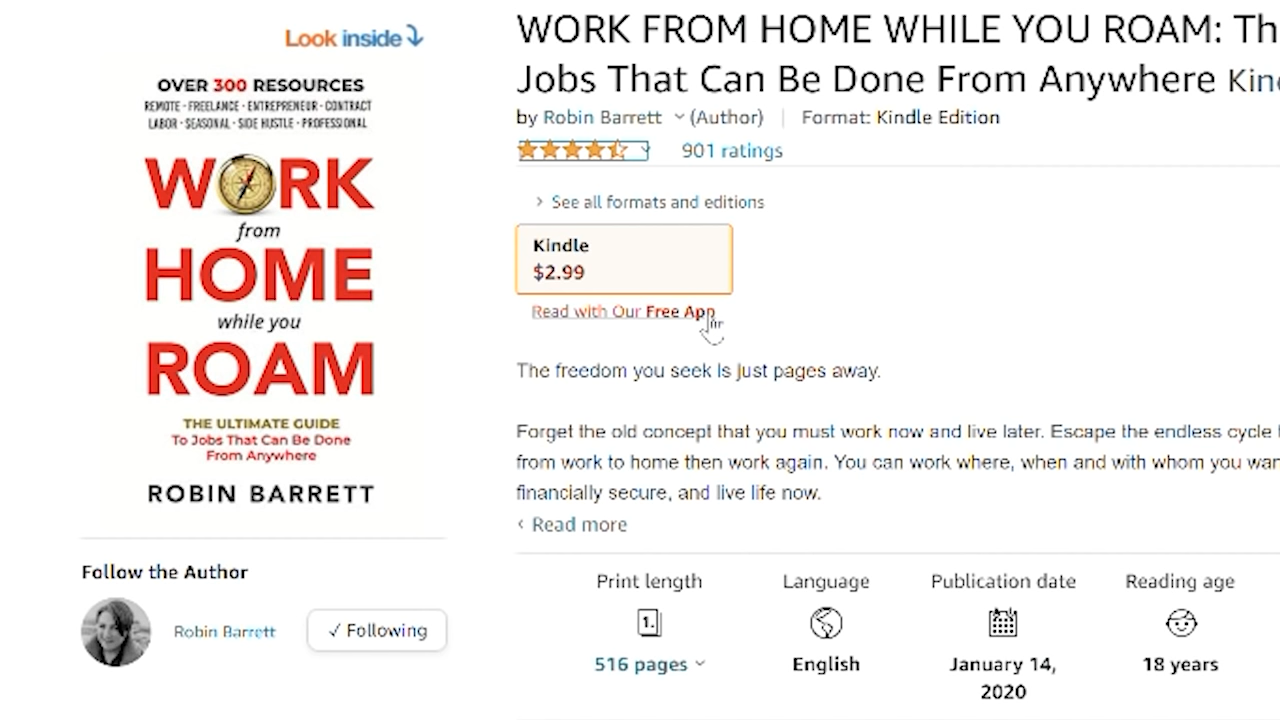 Look inside
OVER 300 RESOURCES
REMOTE · FREELANCE · ENTREPRENEUR · CONTRACT
LABOR · SEASONAL · SIDE HUSTLE · PROFESSIONAL
WORK
from
HOME
while you
ROAM
THE ULTIMATE GUIDE
To Jobs That Can Be Done
From Anywhere
ROBIN BARRETT
Follow the Author
Robin Barrett
✓ Following
WORK FROM HOME WHILE YOU ROAM: Th
Jobs That Can Be Done From Anywhere Kin
by Robin Barrett (Author) | Format: Kindle Edition
901 ratings
› See all formats and editions
Kindle
$2.99
Read with Our Free App
The freedom you seek is just pages away.
Forget the old concept that you must work now and live later. Escape the endless cycle
from work to home then work again. You can work where, when and with whom you wan
financially secure, and live life now.
‹ Read more
Print length
1.
516 pages
Language
English
Publication date
January 14,
2020
Reading age
18 years